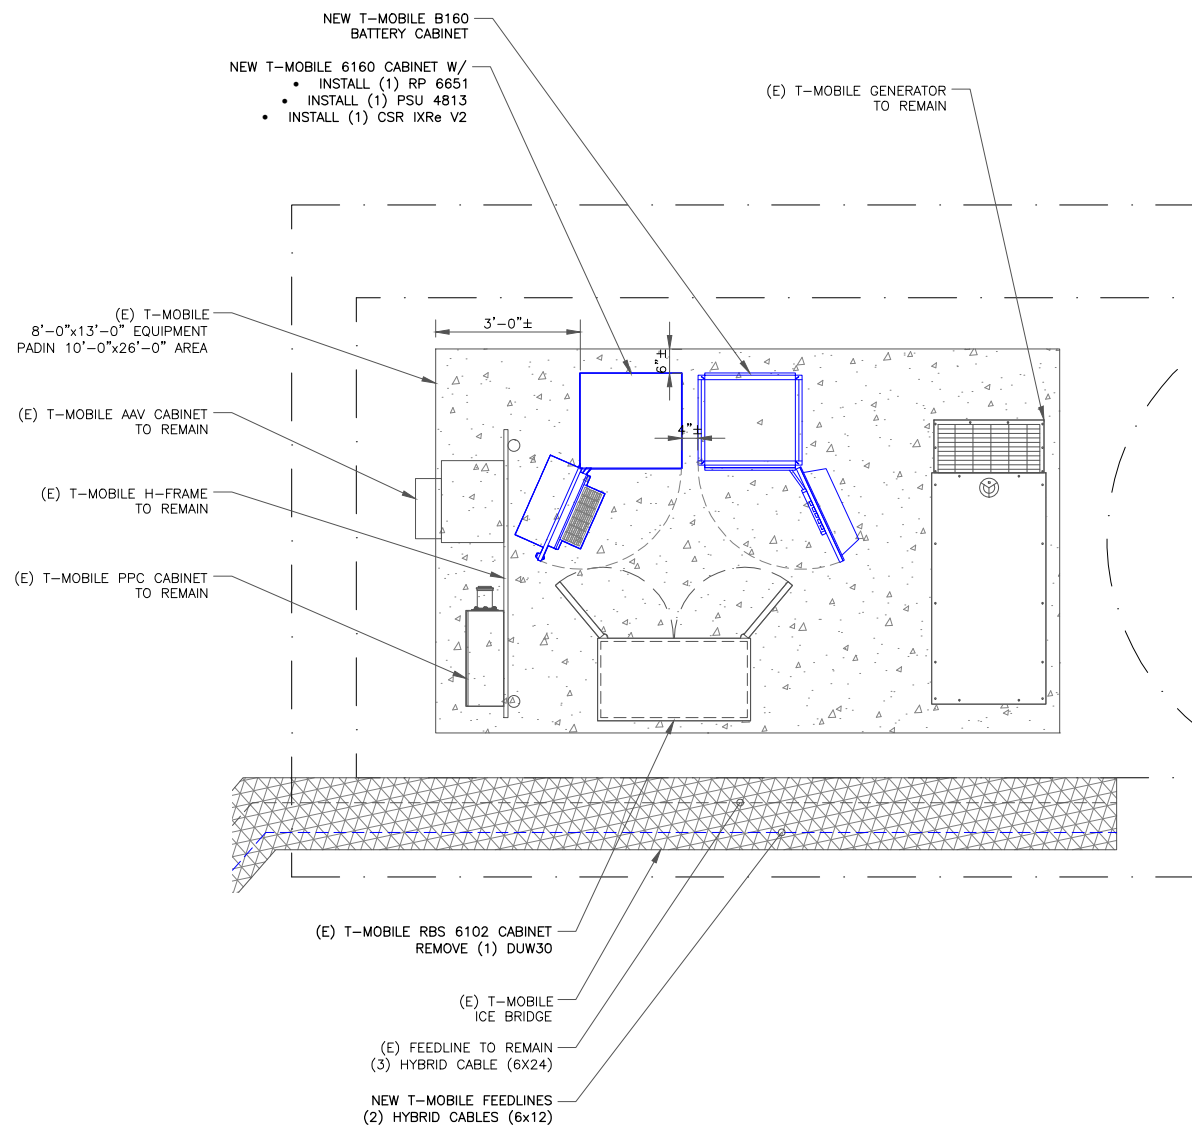 NEW T-MOBILE B160
BATTERY CABINET
NEW T-MOBILE 6160 CABINET W/
• INSTALL (1) RP 6651
• INSTALL (1) PSU 4813
• INSTALL (1) CSR IXRe V2
(E) T-MOBILE GENERATOR
TO REMAIN
(E) T-MOBILE
8'-0"x13'-0" EQUIPMENT
PADIN 10'-0"x26'-0" AREA
3'-0"±
6"±
(E) T-MOBILE AAV CABINET
TO REMAIN
4"±
(E) T-MOBILE H-FRAME
TO REMAIN
(E) T-MOBILE PPC CABINET
TO REMAIN
(E) T-MOBILE RBS 6102 CABINET
REMOVE (1) DUW30
(E) T-MOBILE
ICE BRIDGE
(E) FEEDLINE TO REMAIN
(3) HYBRID CABLE (6X24)
NEW T-MOBILE FEEDLINES
(2) HYBRID CABLES (6x12)